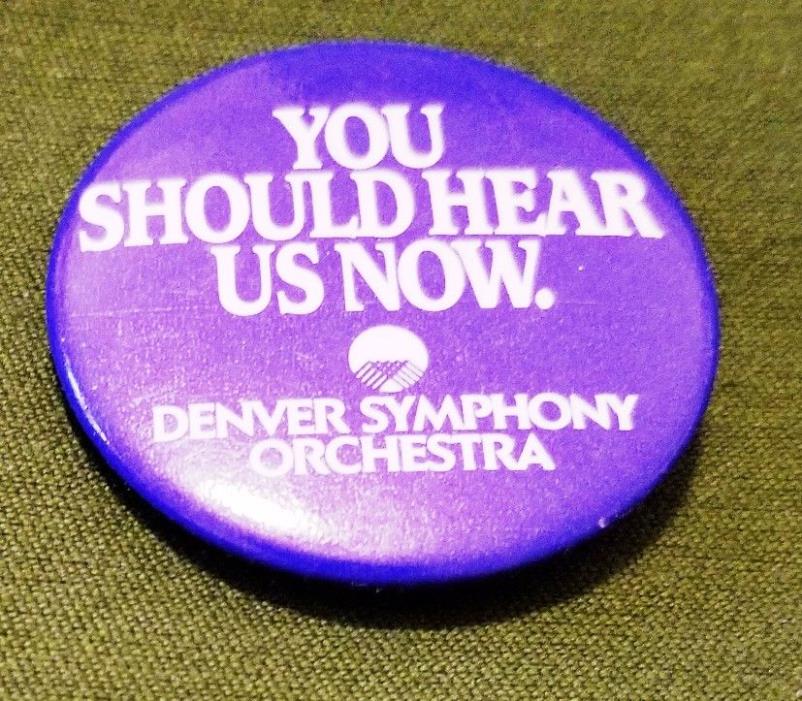 YOU
SHOULD HEAR
US NOW.
DENVER SYMPHONY
ORCHESTRA